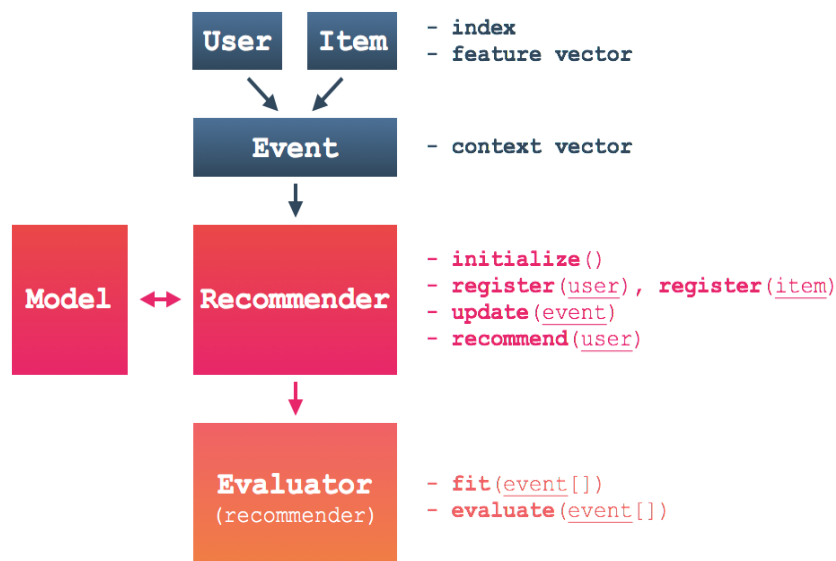 User Item - index
- feature vector
Event - context vector
- initialize()
- register(user), register(item)
Model Recommender - update(event)
- recommend(user)
Evaluator - fit(event[])
(recommender) - evaluate(event[])